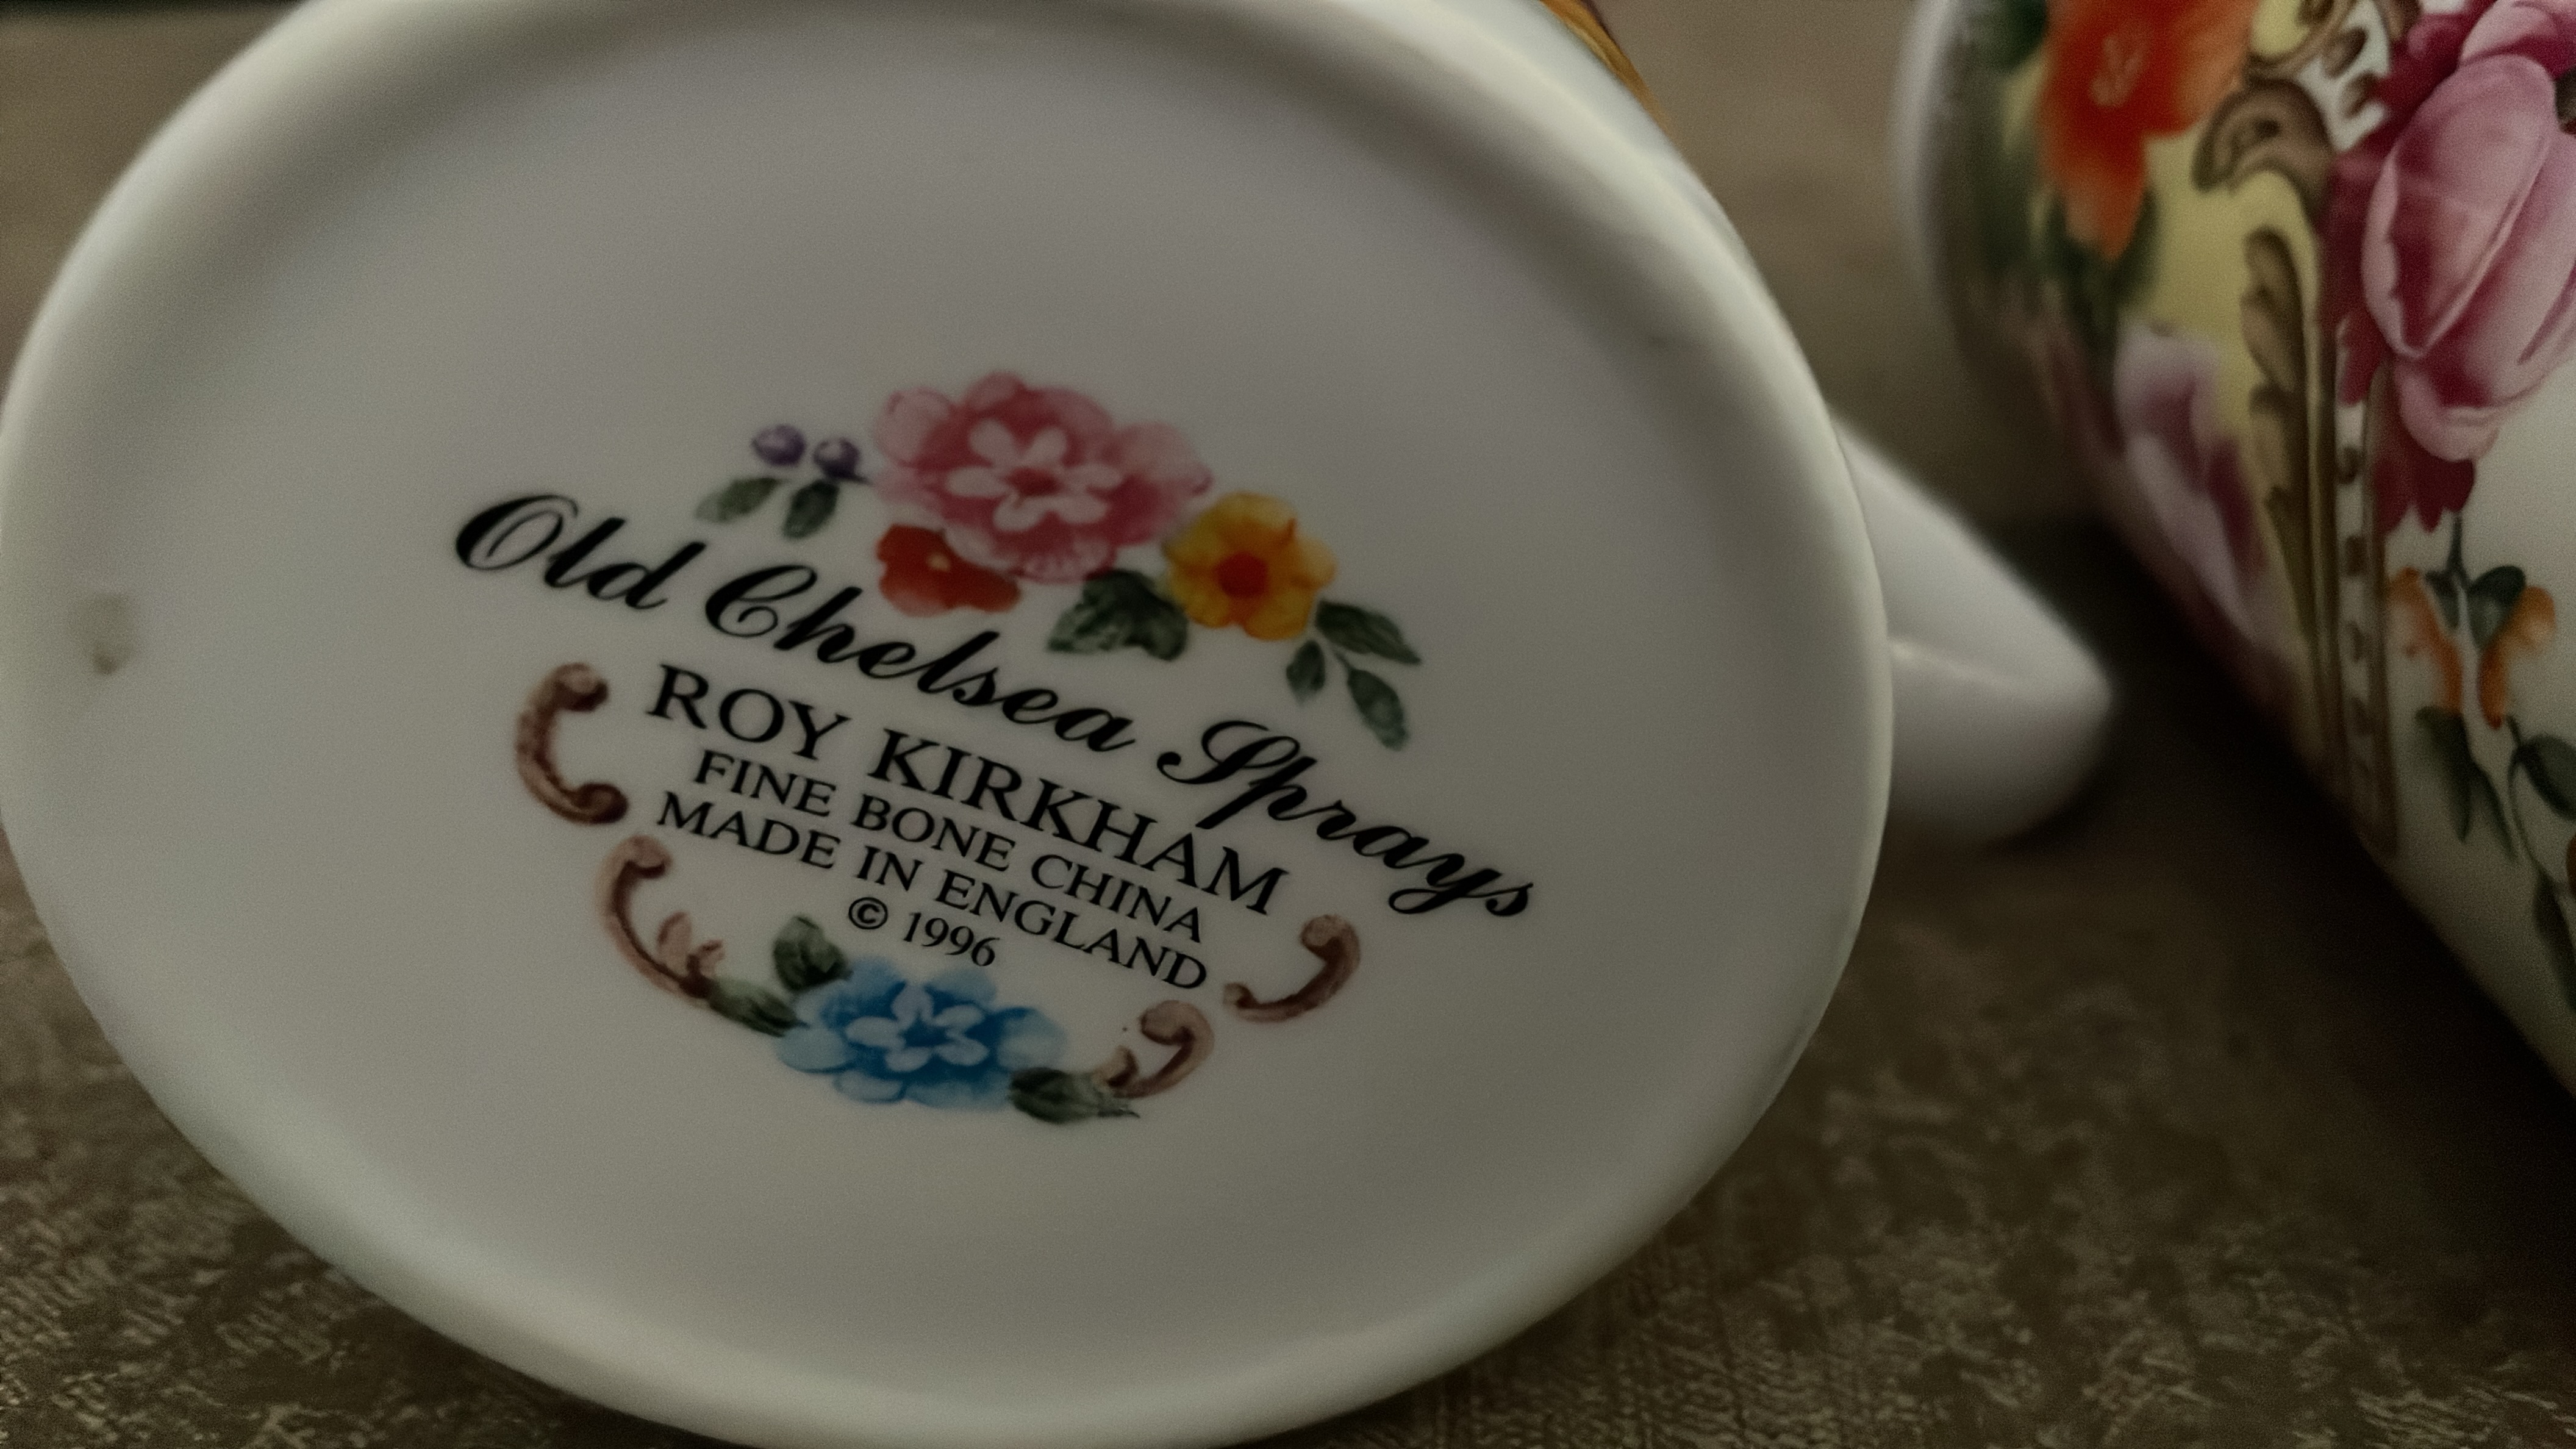 Old Chelsea Sprays
ROY KIRKHAM
FINE BONE CHINA
MADE IN ENGLAND
© 1996